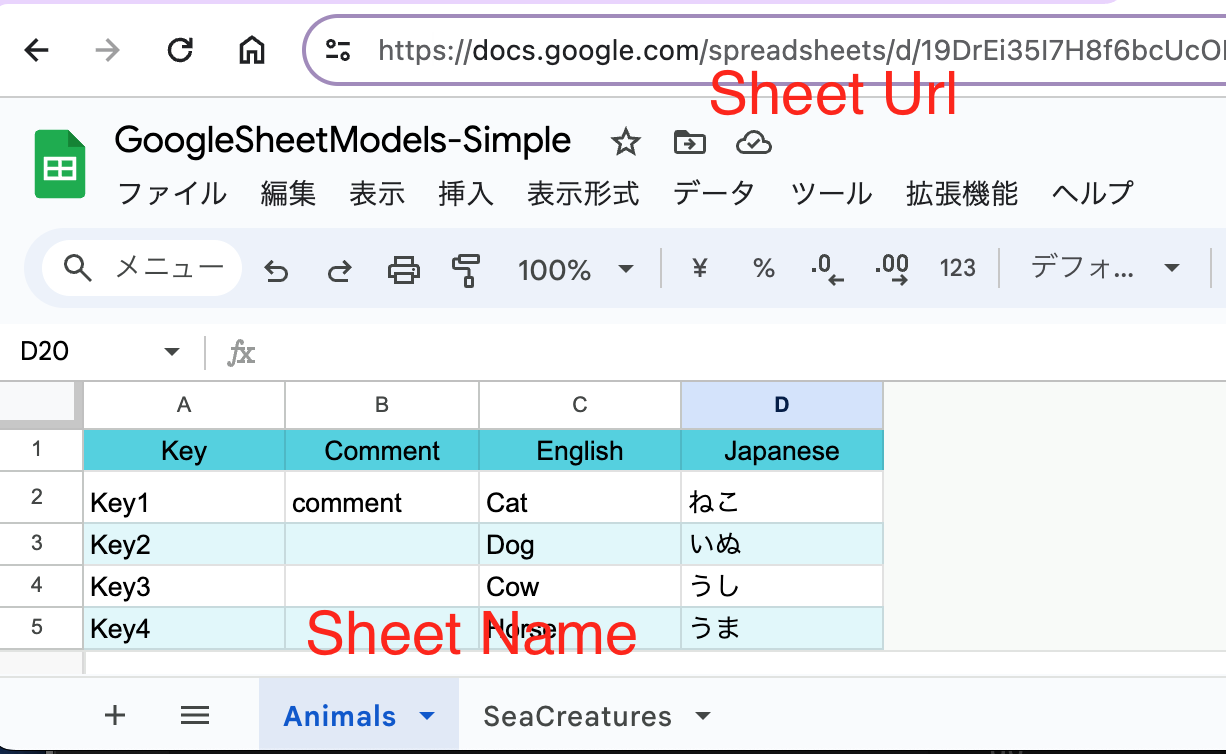 https://docs.google.com/spreadsheets/d/19DrEi35I7H8f6bcUcO
Sheet Url
GoogleSheetModels-Simple
ファイル 編集 表示 挿入 表示形式 データ ツール 拡張機能 ヘルプ
メニュー 100% ¥ % .0 .00 123 デフォ...
D20 fx
A B C D
1 Key Comment English Japanese
2 Key1 comment Cat ねこ
3 Key2 Dog いぬ
4 Key3 Cow うし
5 Key4 Horse うま
Sheet Name
+ Animals SeaCreatures